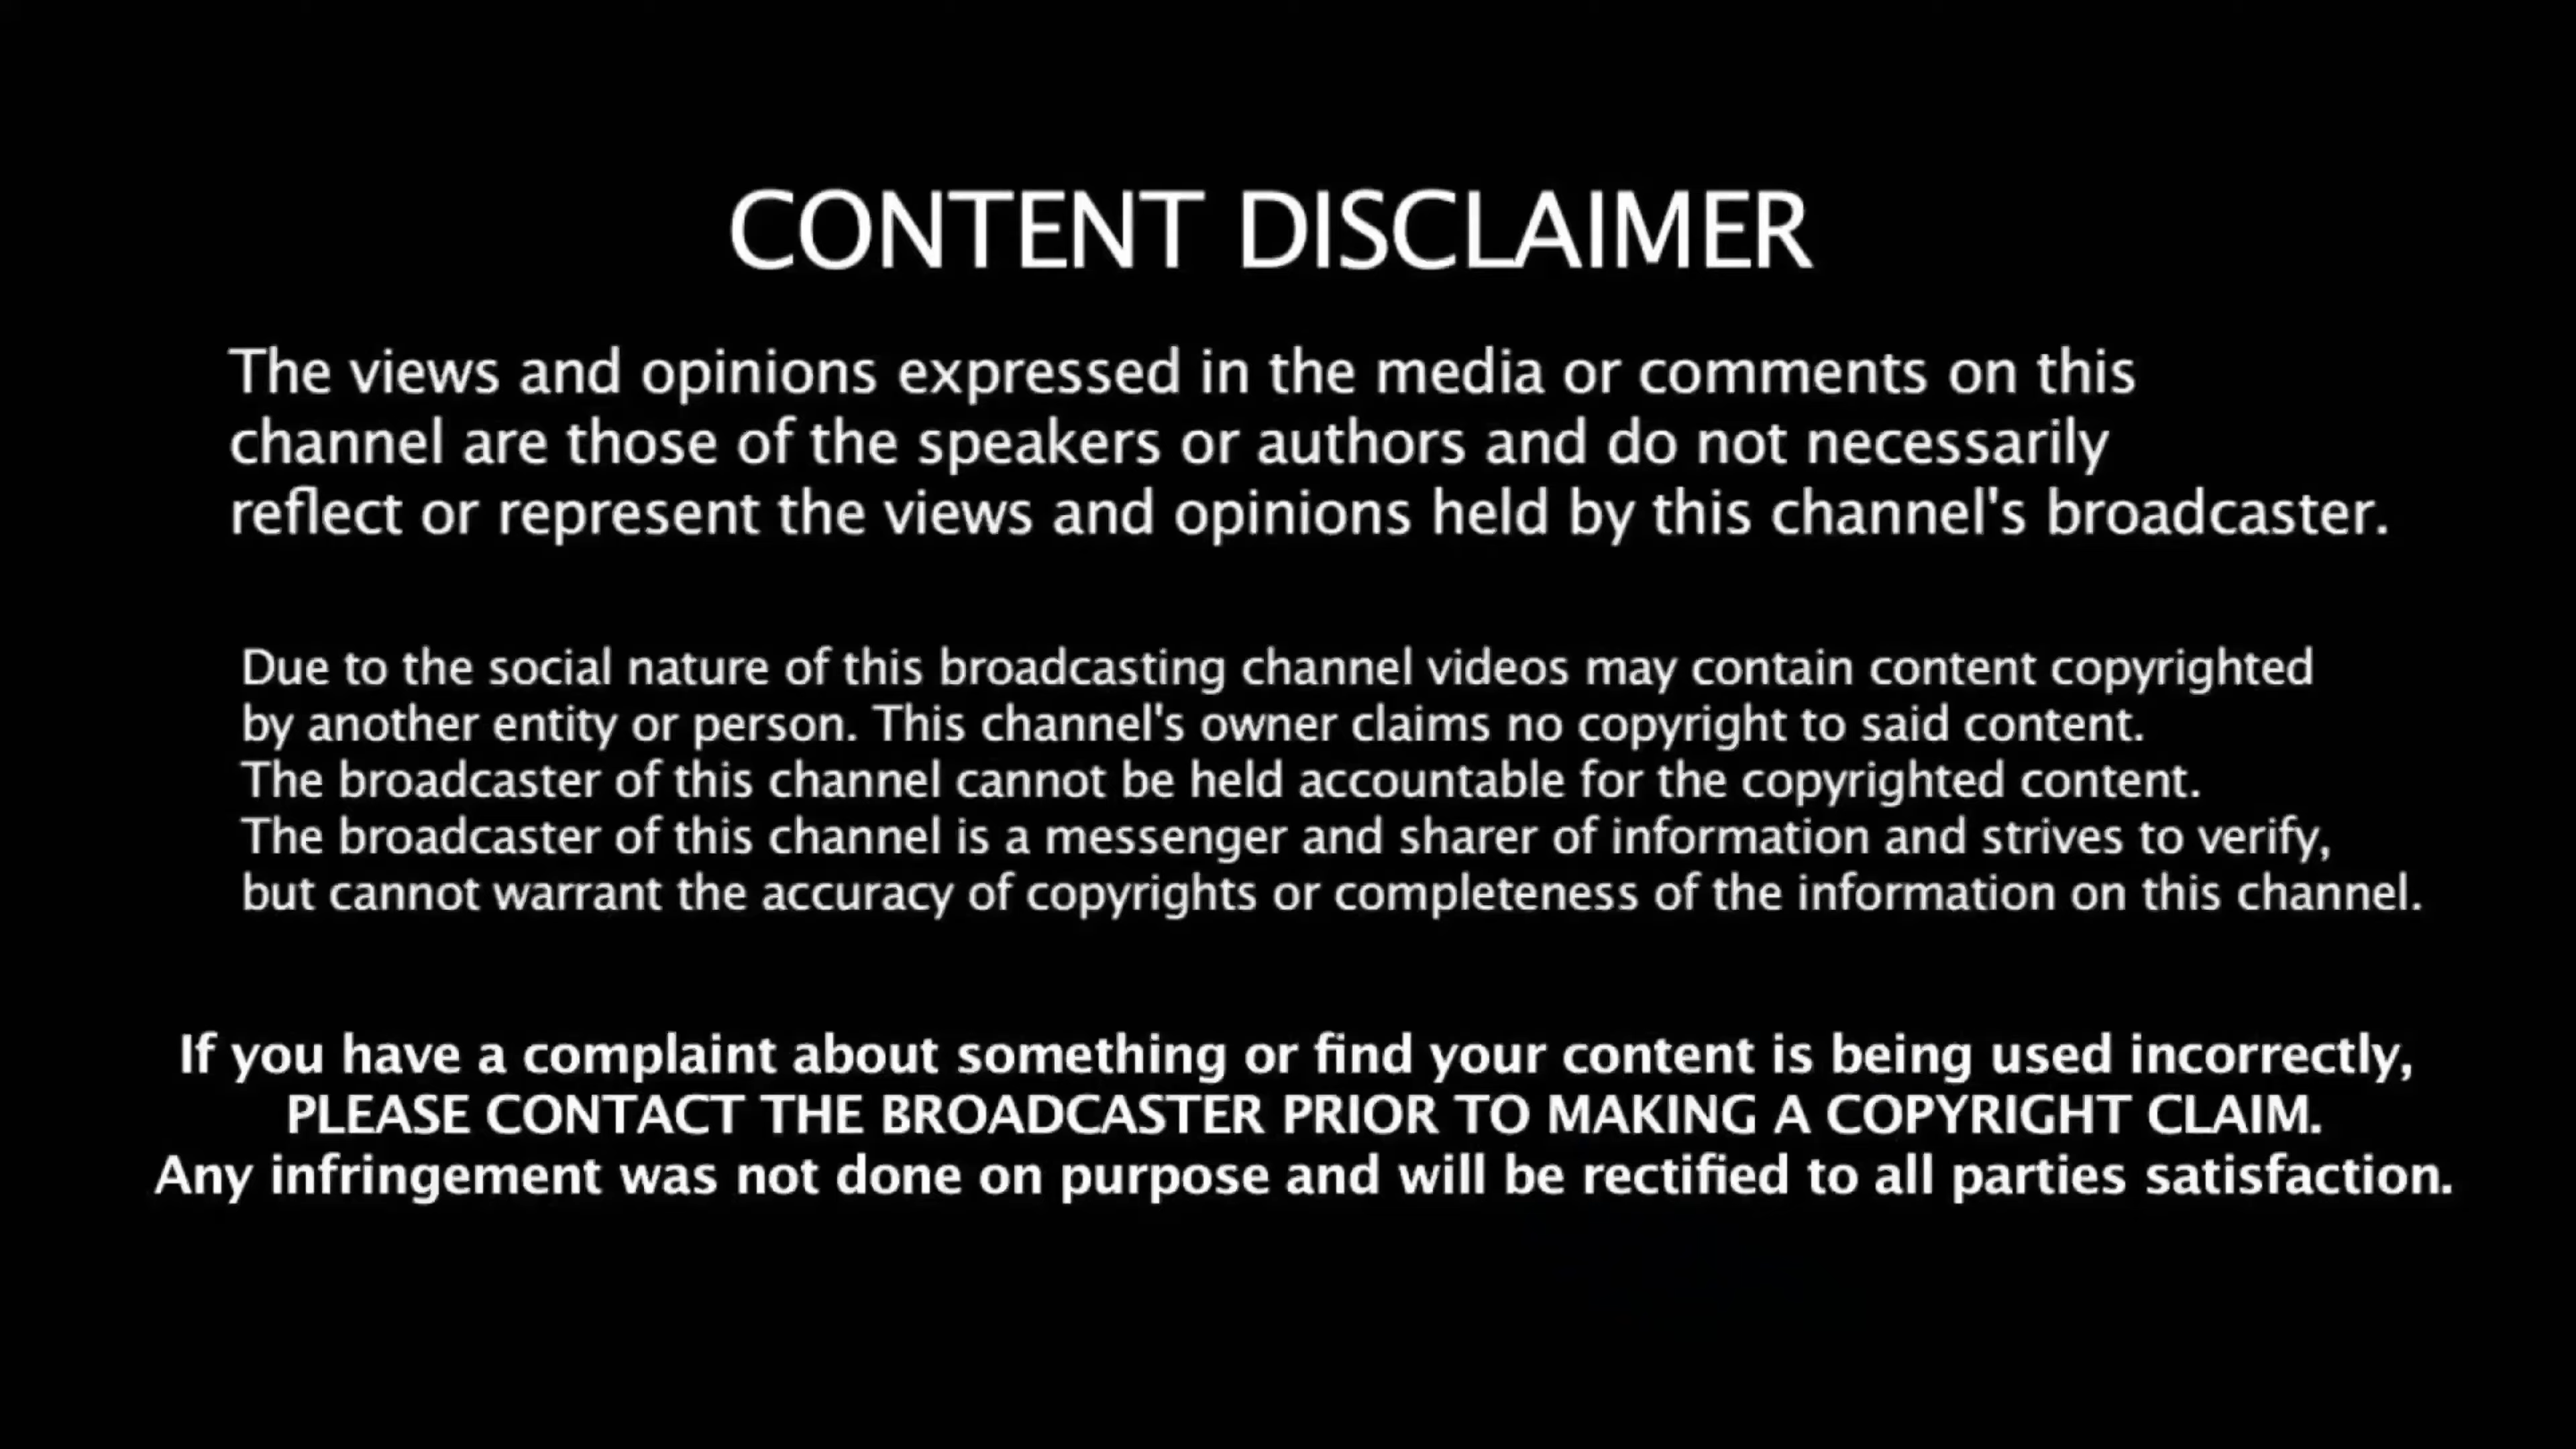 CONTENT DISCLAIMER
The views and opinions expressed in the media or comments on this
channel are those of the speakers or authors and do not necessarily
reflect or represent the views and opinions held by this channel's broadcaster.
Due to the social nature of this broadcasting channel videos may contain content copyrighted
by another entity or person. This channel's owner claims no copyright to said content.
The broadcaster of this channel cannot be held accountable for the copyrighted content.
The broadcaster of this channel is a messenger and sharer of information and strives to verify,
but cannot warrant the accuracy of copyrights or completeness of the information on this channel.
If you have a complaint about something or find your content is being used incorrectly,
PLEASE CONTACT THE BROADCASTER PRIOR TO MAKING A COPYRIGHT CLAIM.
Any infringement was not done on purpose and will be rectified to all parties satisfaction.